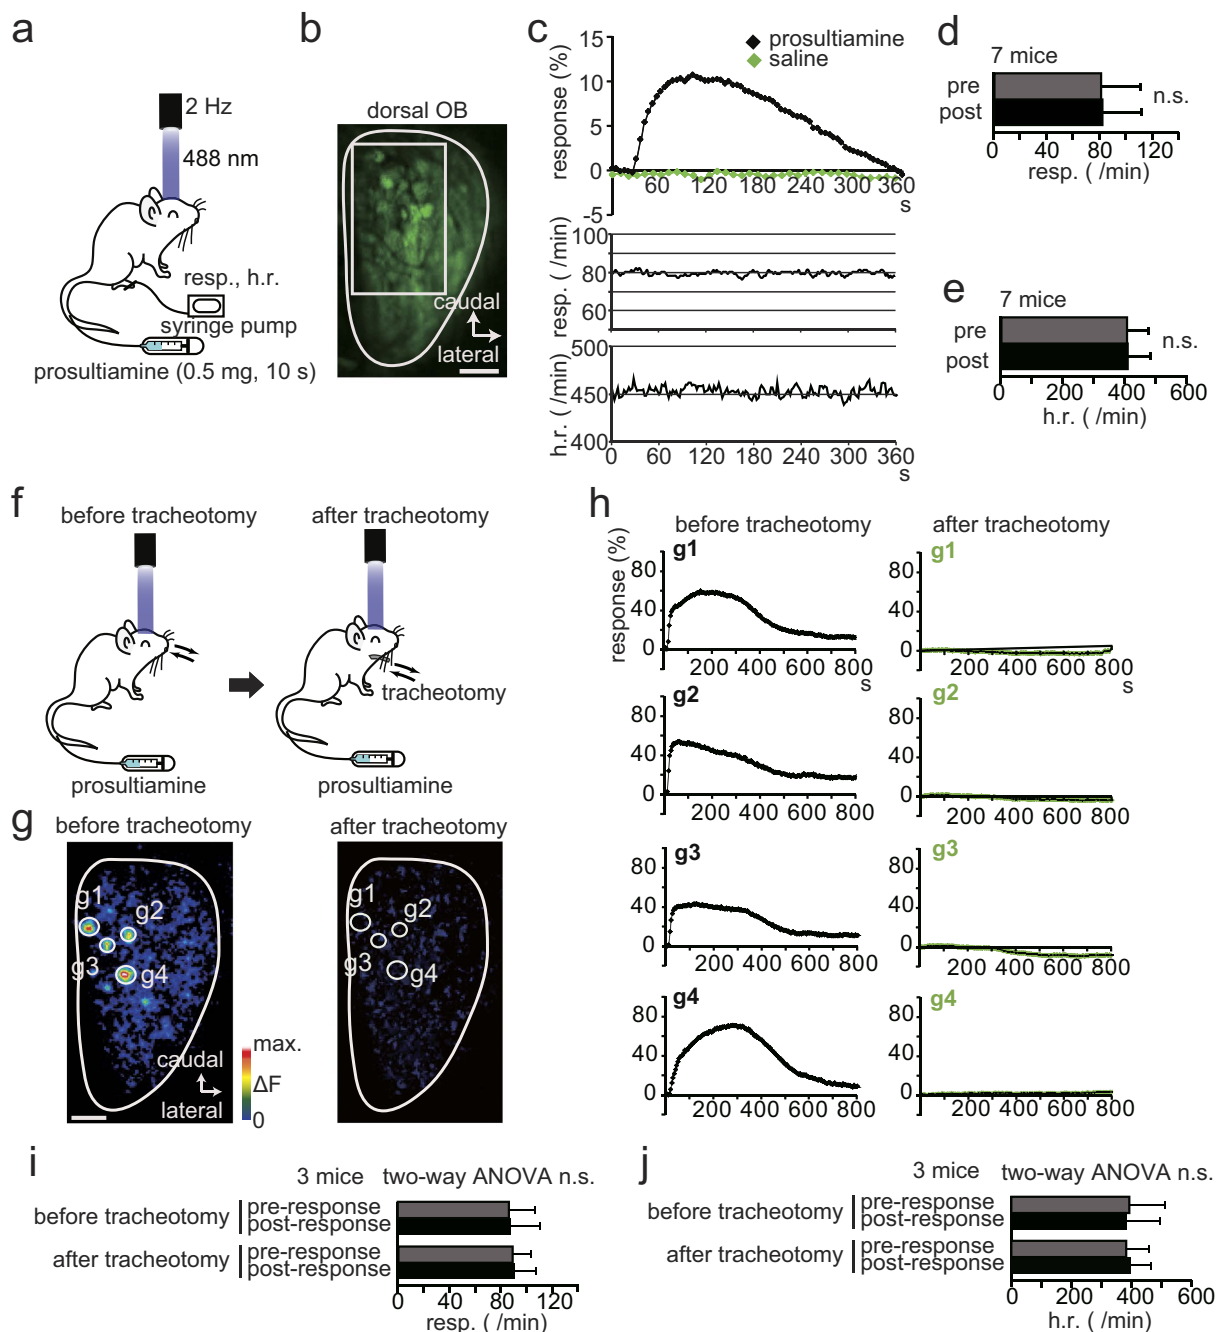 a
2 Hz
488 nm
resp., h.r.
syringe pump
prosultiamine (0.5 mg, 10 s)
b
dorsal OB
caudal
lateral
c
prosultiamine
saline
response (%)
15
10
5
0
-5
60 120 180 240 300 360
s
resp. ( /min)
100
80
60
h.r. ( /min)
500
450
400
0 60 120 180 240 300 360
s
d
7 mice
pre
post
n.s.
0 40 80 120
resp. ( /min)
e
7 mice
pre
post
n.s.
0 200 400 600
h.r. ( /min)
f
before tracheotomy
after tracheotomy
tracheotomy
prosultiamine
prosultiamine
g
before tracheotomy
after tracheotomy
g1
g2
g3
g4
caudal
lateral
max.
ΔF
0
g1
g2
g3
g4
h
before tracheotomy
after tracheotomy
response (%)
g1
80
40
0
200 400 600 800
s
g1
80
40
0
200 400 600 800
s
g2
80
40
0
200 400 600 800
g2
80
40
0
200 400 600 800
g3
80
40
0
200 400 600 800
g3
80
40
0
200 400 600 800
g4
80
40
0
200 400 600 800
g4
80
40
0
200 400 600 800
i
3 mice two-way ANOVA n.s.
before tracheotomy
pre-response
post-response
after tracheotomy
pre-response
post-response
0 40 80 120
resp. ( /min)
j
3 mice two-way ANOVA n.s.
before tracheotomy
pre-response
post-response
after tracheotomy
pre-response
post-response
0 200 400 600
h.r. ( /min)